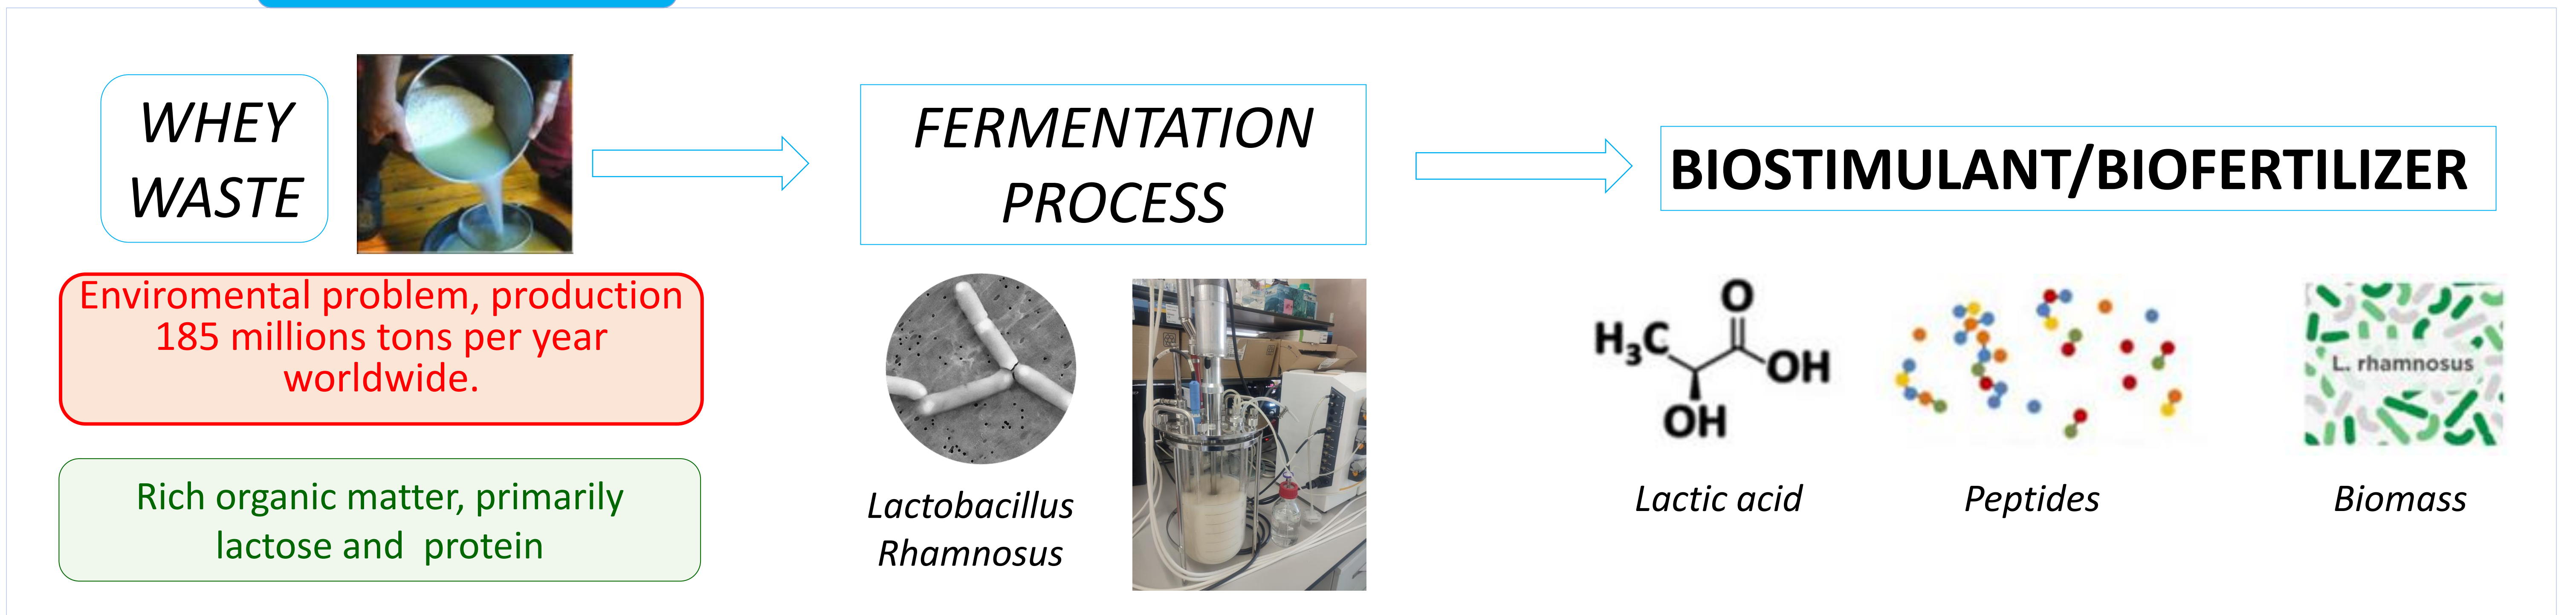 WHEY
WASTE
FERMENTATION
PROCESS
BIOSTIMULANT/BIOFERTILIZER
Enviromental problem, production
185 millions tons per year
worldwide.
Rich organic matter, primarily
lactose and  protein
Lactobacillus
Rhamnosus
O
H₃C
OH
OH
Lactic acid
Peptides
L. rhamnosus
Biomass